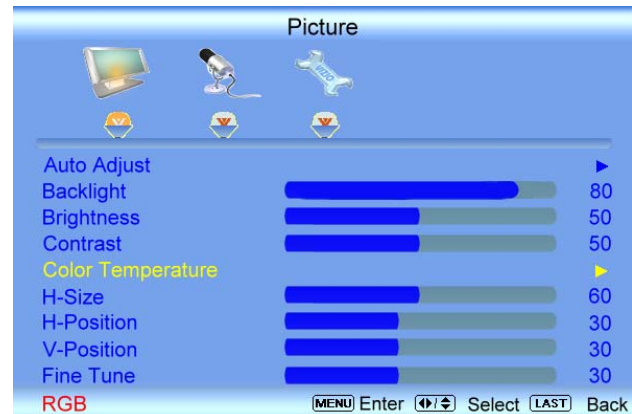 Picture
VIZIO
Auto Adjust
Backlight 80
Brightness 50
Contrast 50
Color Temperature
H-Size 60
H-Position 30
V-Position 30
Fine Tune 30
RGB MENU Enter Select LAST Back